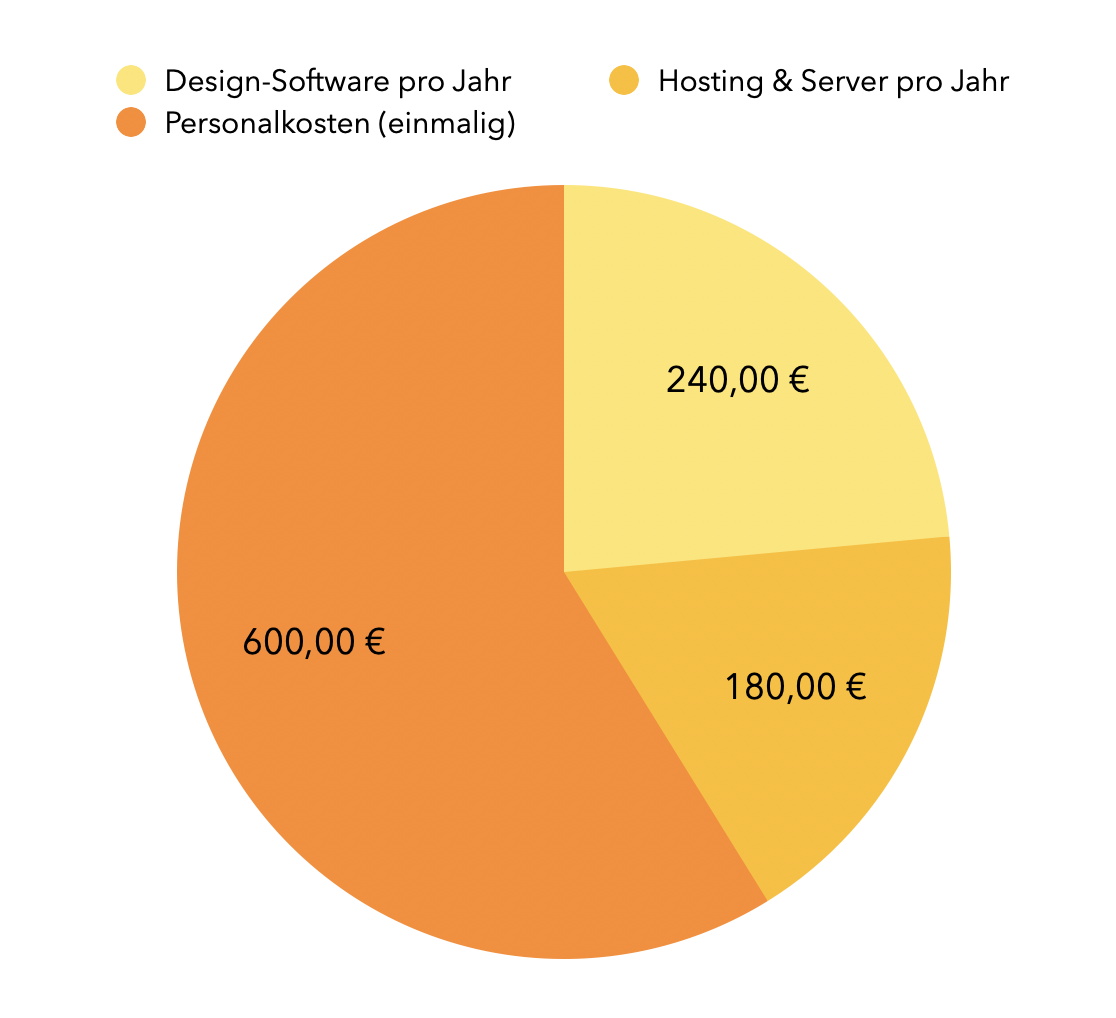 Design-Software pro Jahr
Hosting & Server pro Jahr
Personalkosten (einmalig)
240,00 €
600,00 €
180,00 €